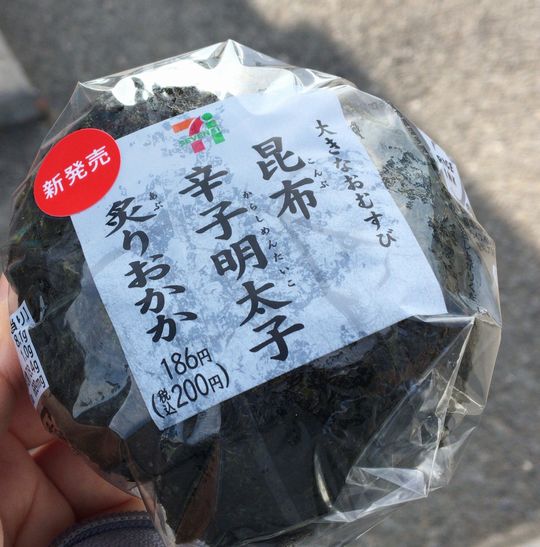 新発売
SEVEN
大きなおむすび
昆布
こんぶ
辛子明太子
からしめんたいこ
炙りおかか
あぶ
186円
(税込200円)